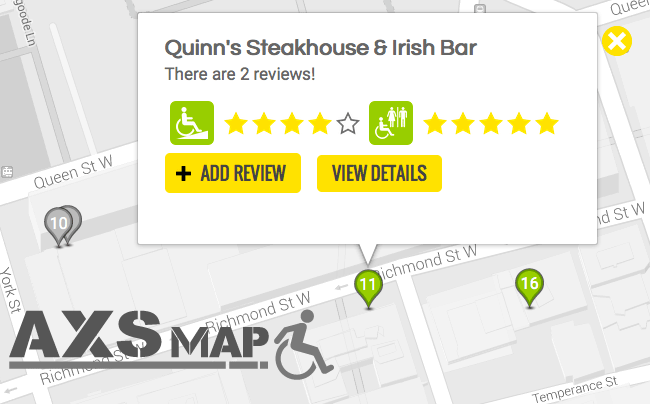 goode Ln
Quinn's Steakhouse & Irish Bar
There are 2 reviews!
+ ADD REVIEW
VIEW DETAILS
Queen St W
10
York St
Richmond St W
11
16
Richmond St W
AXS MAP
Richmond St W
Temperance St